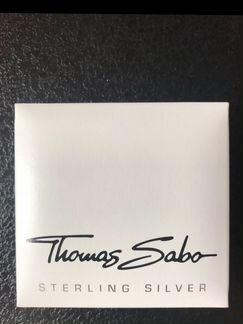 Thomas Sabo
STERLING SILVER